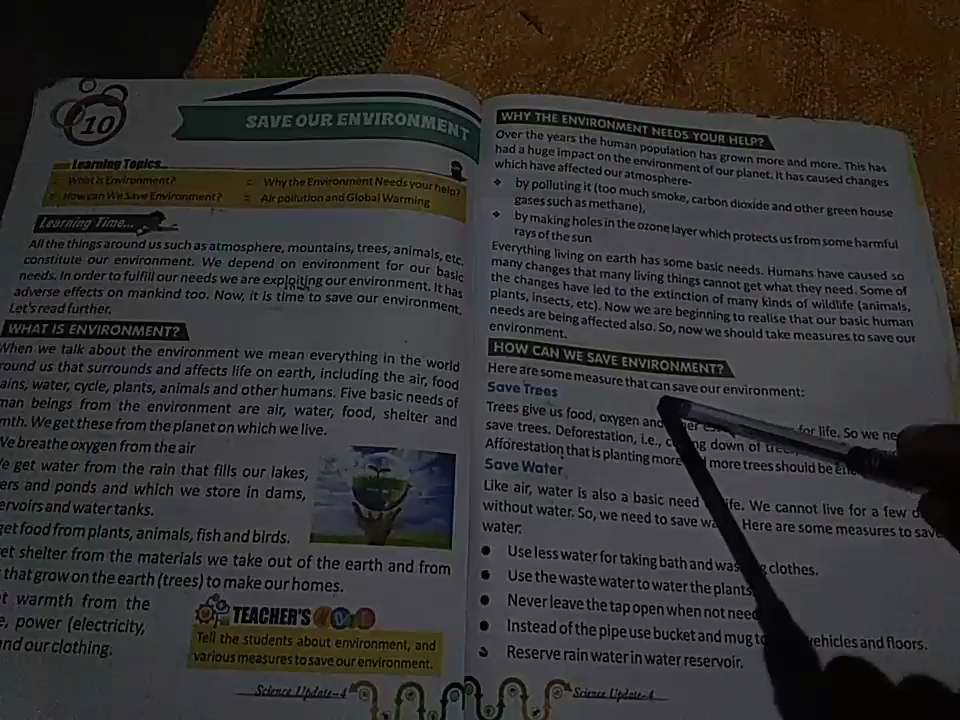 10
SAVE OUR ENVIRONMENT
Learning Topics...
What is Environment?
Why the Environment Needs your help?
How can We Save Environment?
Air pollution and Global Warming
Learning Time...
All the things around us such as atmosphere, mountains, trees, animals, etc.
constitute our environment. We depend on environment for our basic
needs. In order to fulfill our needs we are exploiting our environment. It has
adverse effects on mankind too. Now, it is time to save our environment.
Let's read further.
WHAT IS ENVIRONMENT?
When we talk about the environment we mean everything in the world
round us that surrounds and affects life on earth, including the air, food
ains, water, cycle, plants, animals and other humans. Five basic needs of
man beings from the environment are air, water, food, shelter and
mth. We get these from the planet on which we live.
We breathe oxygen from the air
e get water from the rain that fills our lakes,
ers and ponds and which we store in dams,
ervoirs and water tanks.
get food from plants, animals, fish and birds.
et shelter from the materials we take out of the earth and from
that grow on the earth (trees) to make our homes.
t warmth from the
e, power (electricity,
and our clothing.
TEACHER'S
Tell the students about environment, and
various measures to save our environment.
Science Update-4
WHY THE ENVIRONMENT NEEDS YOUR HELP?
Over the years the human population has grown more and more. This has
had a huge impact on the environment of our planet. It has caused changes
which have affected our atmosphere-
❖ by polluting it (too much smoke, carbon dioxide and other green house
gases such as methane),
❖ by making holes in the ozone layer which protects us from some harmful
rays of the sun
Everything living on earth has some basic needs. Humans have caused so
many changes that many living things cannot get what they need. Some of
the changes have led to the extinction of many kinds of wildlife (animals,
plants, insects, etc). Now we are beginning to realise that our basic human
needs are being affected also. So, now we should take measures to save our
environment.
HOW CAN WE SAVE ENVIRONMENT?
Here are some measure that can save our environment:
Save Trees
Trees give us food, oxygen and for life. So we ne
save trees. Deforestation, i.e., down of
Afforestation that is planting more more trees should be
Save Water
Like air, water is also a basic need life. We cannot live for a few
without water. So, we need to save Here are some measures to save
water:
● Use less water for taking bath and clothes.
● Use the waste water to water the plants
● Never leave the tap open when not
● Instead of the pipe use bucket and mug vehicles and floors.
● Reserve rain water in water reservoir.
Science Update-4